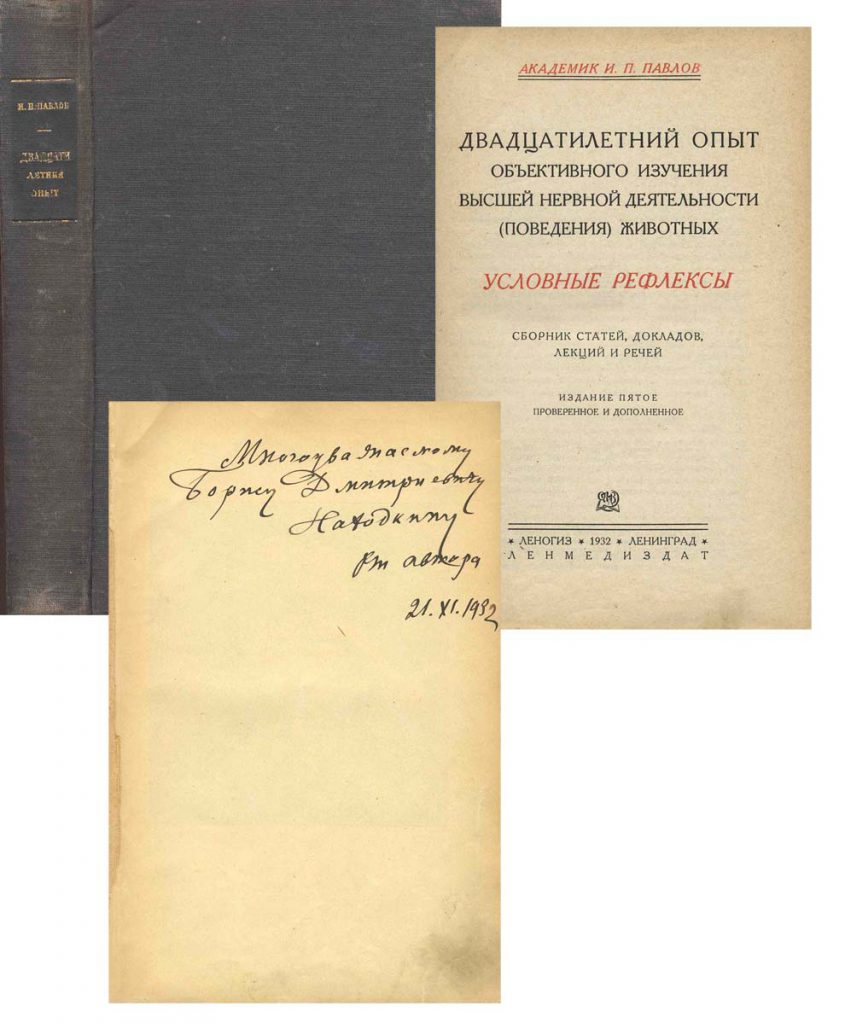 И. П. ПАВЛОВ
ДВАДЦАТИ
ЛЕТНИЙ
ОПЫТ
АКАДЕМИК И. П. ПАВЛОВ
ДВАДЦАТИЛЕТНИЙ ОПЫТ
ОБЪЕКТИВНОГО ИЗУЧЕНИЯ
ВЫСШЕЙ НЕРВНОЙ ДЕЯТЕЛЬНОСТИ
(ПОВЕДЕНИЯ) ЖИВОТНЫХ
УСЛОВНЫЕ РЕФЛЕКСЫ
СБОРНИК СТАТЕЙ, ДОКЛАДОВ,
ЛЕКЦИЙ И РЕЧЕЙ
ИЗДАНИЕ ПЯТОЕ
ПРОВЕРЕННОЕ И ДОПОЛНЕННОЕ
★ ЛЕНОГИЗ ★ 1932 ★ ЛЕНИНГРАД ★
ЛЕНМЕДИЗДАТ
Многоуважаемому
Борису Дмитриевичу
Находкину
От автора
21.XI.1932